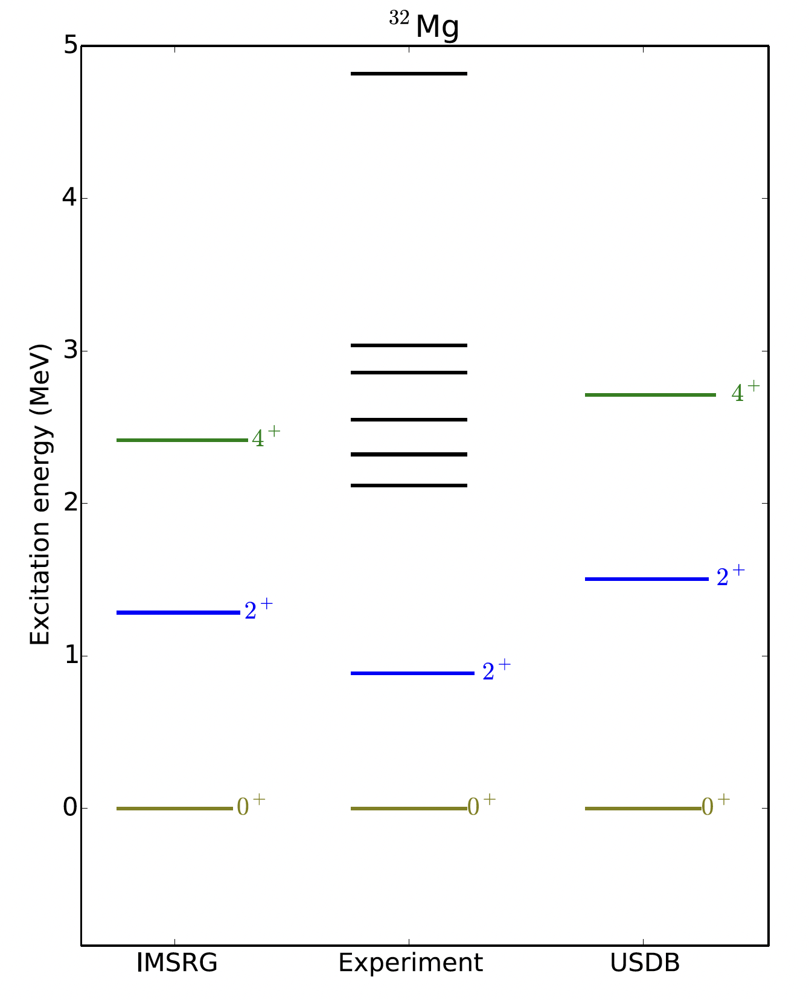 ³²Mg
Excitation energy (MeV)
5
4
3
2
1
0
4⁺
2⁺
0⁺
2⁺
0⁺
4⁺
2⁺
0⁺
IMSRG
Experiment
USDB